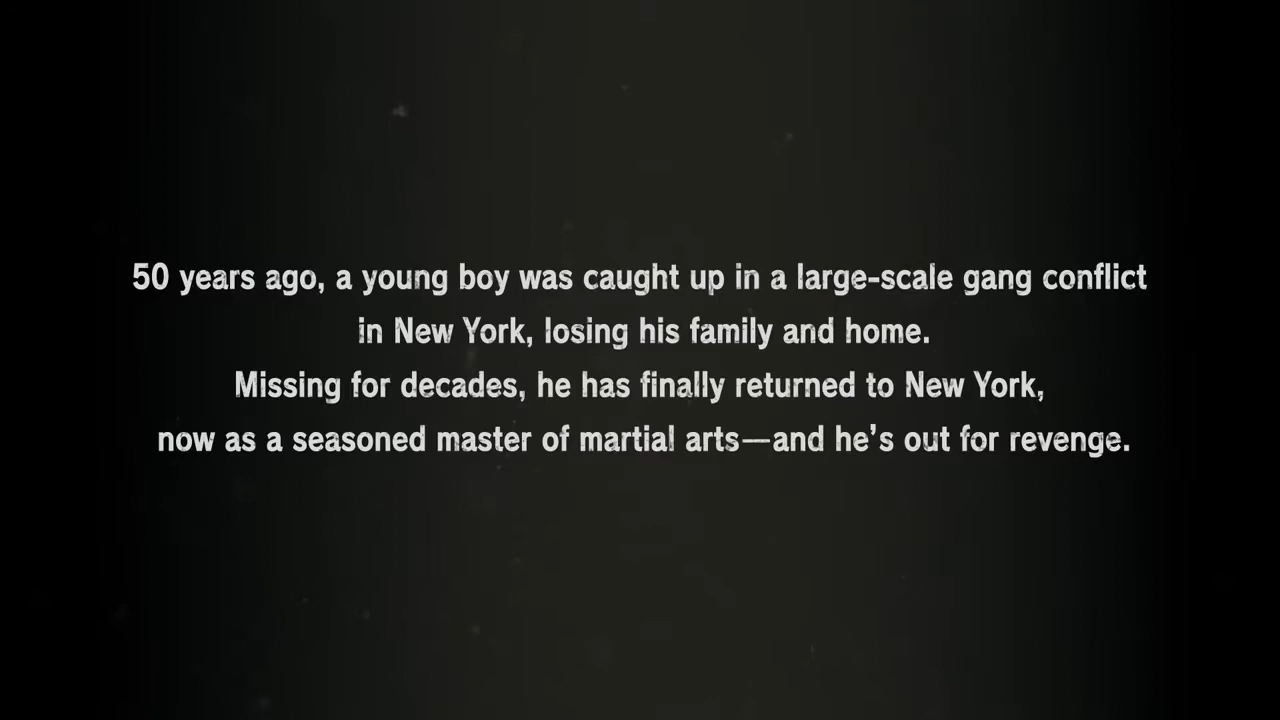 50 years ago, a young boy was caught up in a large-scale gang conflict
in New York, losing his family and home.
Missing for decades, he has finally returned to New York,
now as a seasoned master of martial arts—and he’s out for revenge.